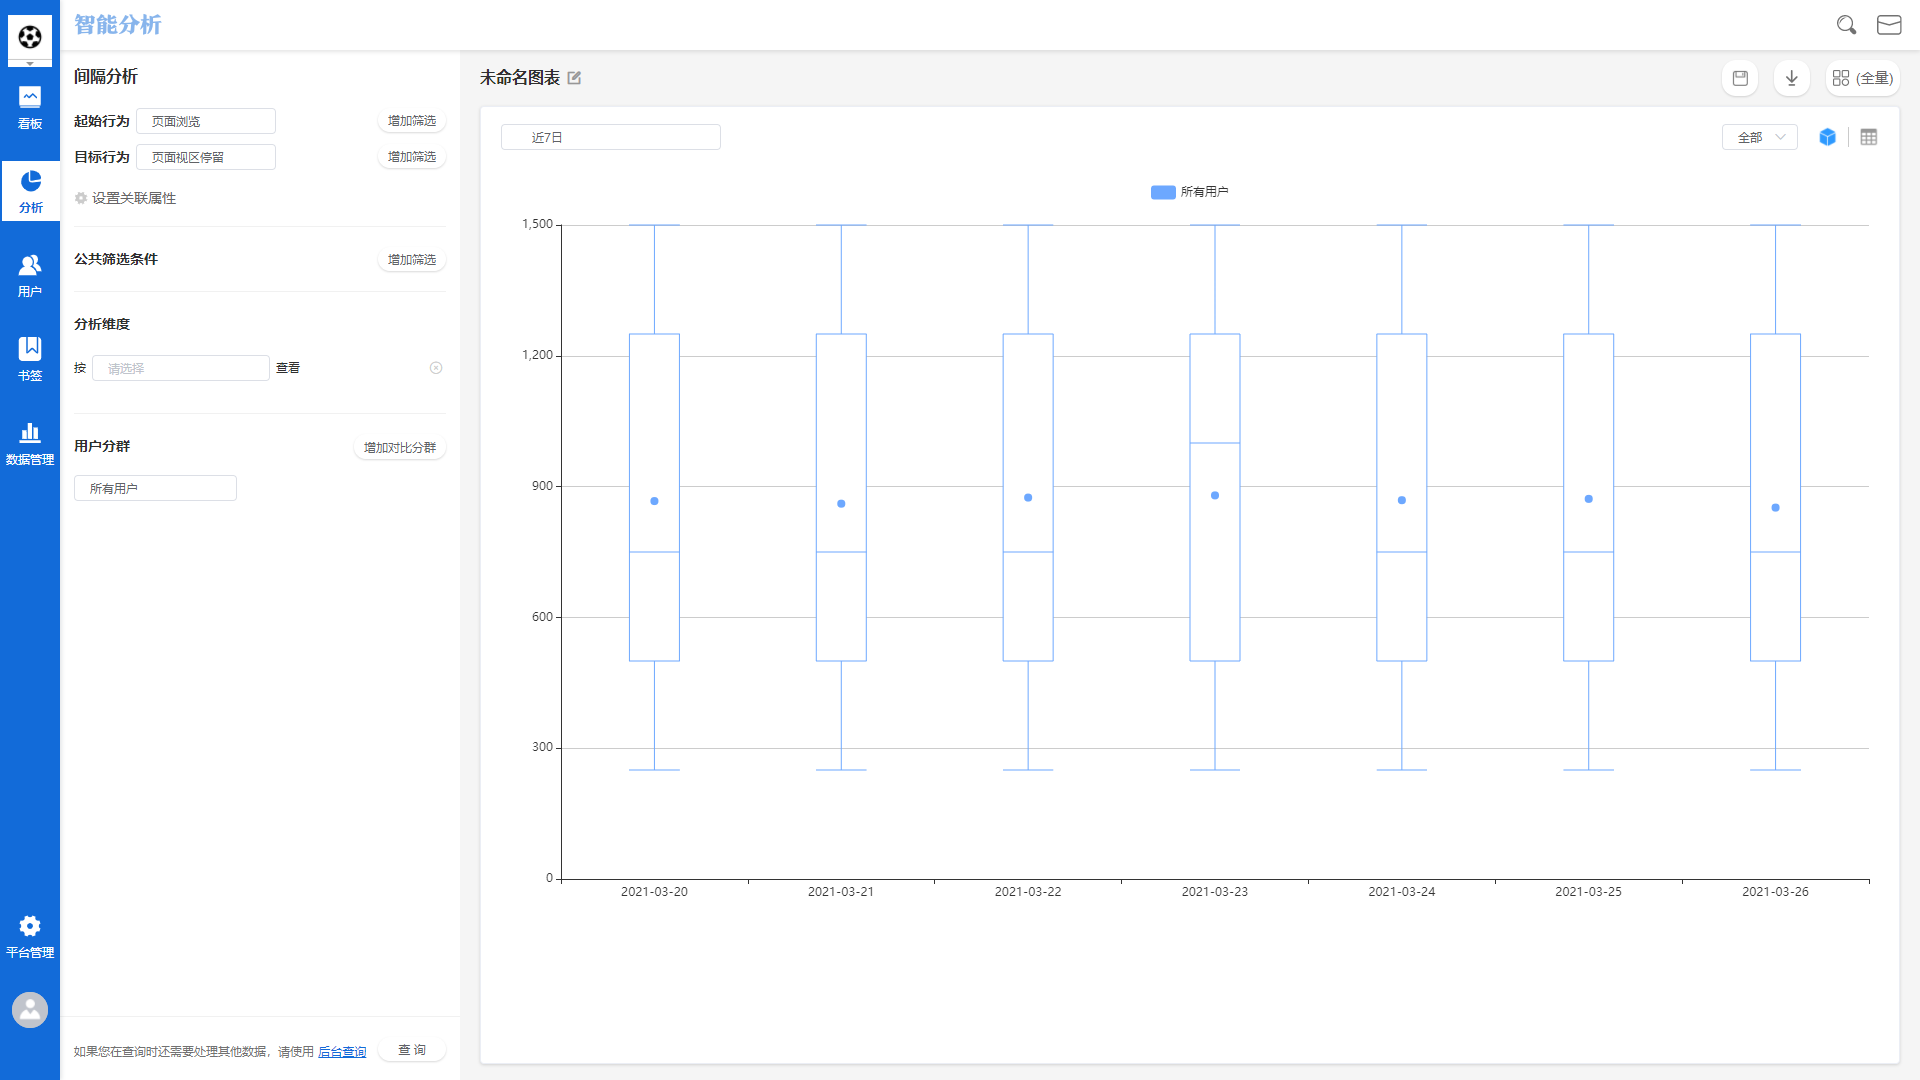 智能分析
看板
分析
用户
书签
数据管理
平台管理
间隔分析
起始行为 页面浏览 增加筛选
目标行为 页面视区停留 增加筛选
设置关联属性
公共筛选条件 增加筛选
分析维度
按 请选择 查看
用户分群 增加对比分群
所有用户
如果您在查询时还需要处理其他数据，请使用 后台查询 查 询
未命名图表 (全量)
近7日 全部
所有用户
1,500
1,200
900
600
300
0
2021-03-20 2021-03-21 2021-03-22 2021-03-23 2021-03-24 2021-03-25 2021-03-26